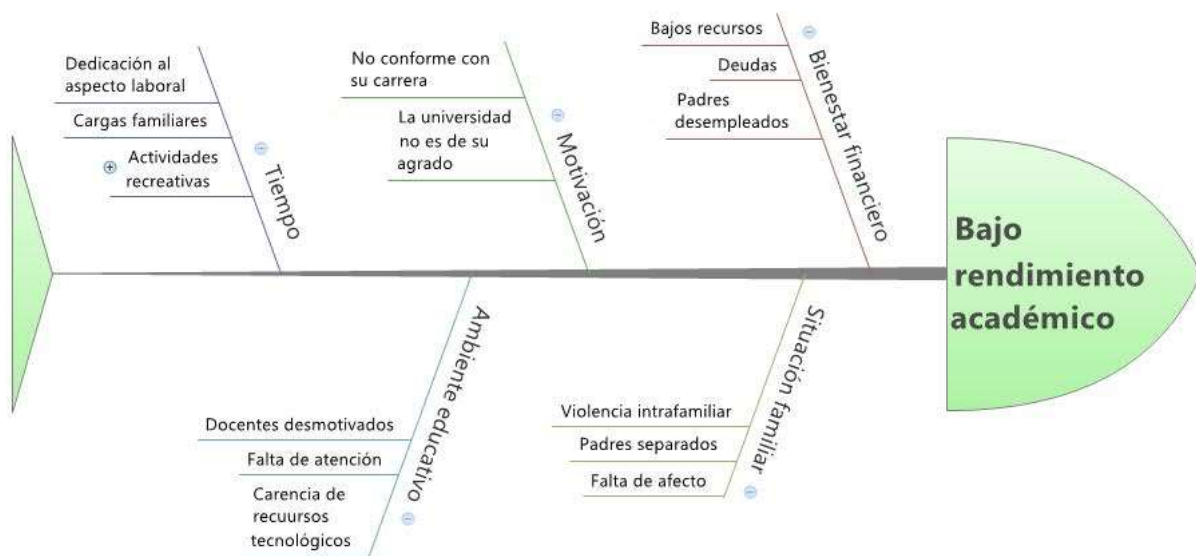 Dedicación al
aspecto laboral
Cargas familiares
Actividades
recreativas
Tiempo
No conforme con
su carrera
La universidad
no es de su
agrado
Motivación
Bajos recursos
Deudas
Padres
desempleados
Bienestar financiero
Bajo
rendimiento
académico
Docentes desmotivados
Falta de atención
Carencia de
recuursos
tecnológicos
Ambiente educativo
Violencia intrafamiliar
Padres separados
Falta de afecto
Situación familiar